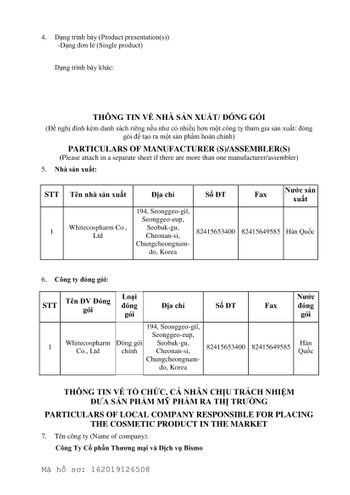 4. Dạng trình bày (Product presentation(s))
-Dạng đơn lẻ (Single product)
Dạng trình bày khác:
THÔNG TIN VỀ NHÀ SẢN XUẤT/ ĐÓNG GÓI
(Đề nghị đính kèm danh sách riêng nếu như có nhiều hơn một công ty tham gia sản xuất/ đóng
gói để tạo ra một sản phẩm hoàn chỉnh)
PARTICULARS OF MANUFACTURER (S)/ASSEMBLER(S)
(Please attach in a separate sheet if there are more than one manufacturer/assembler)
5. Nhà sản xuất:
STT Tên nhà sản xuất Địa chỉ Số ĐT Fax Nước sản
xuất
1 Whitecospharm Co.,
Ltd 194, Seonggeo-gil,
Seonggeo-eup,
Seobuk-gu,
Cheonan-si,
Chungcheongnam-
do, Korea 82415653400 82415649585 Hàn Quốc
6. Công ty đóng gói:
STT Tên ĐV Đóng
gói Loại
đóng
gói Địa chỉ Số ĐT Fax Nước
đóng
gói
1 Whitecospharm
Co., Ltd Đóng gói
chính 194, Seonggeo-gil,
Seonggeo-eup,
Seobuk-gu,
Cheonan-si,
Chungcheongnam-
do, Korea 82415653400 82415649585 Hàn
Quốc
THÔNG TIN VỀ TỔ CHỨC, CÁ NHÂN CHỊU TRÁCH NHIỆM
ĐƯA SẢN PHẨM MỸ PHẨM RA THỊ TRƯỜNG
PARTICULARS OF LOCAL COMPANY RESPONSIBLE FOR PLACING
THE COSMETIC PRODUCT IN THE MARKET
7. Tên công ty (Name of company):
Công Ty Cổ Phần Thương mại và Dịch vụ Bismo
Mã hồ sơ: 162019126508